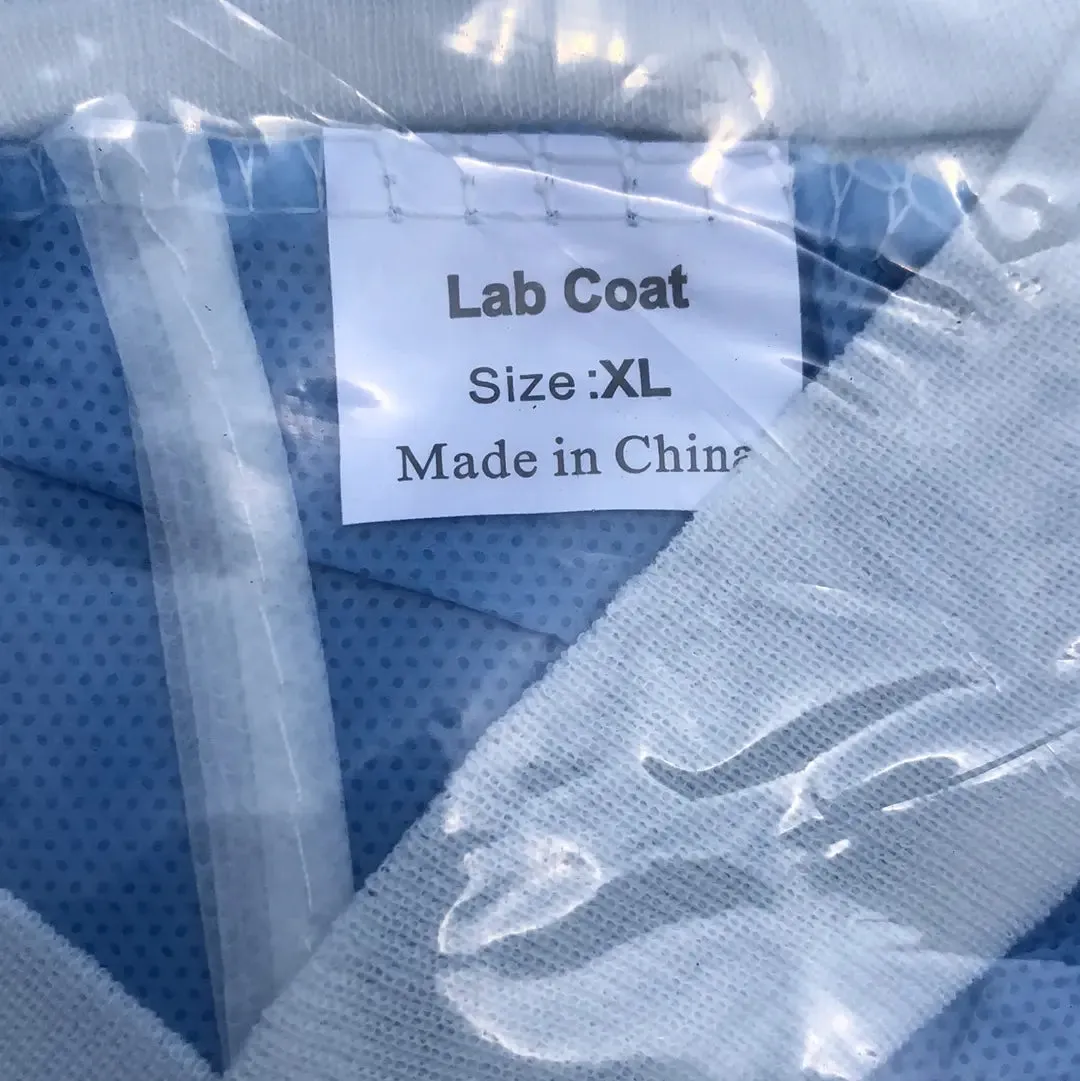 Lab Coat
Size :XL
Made in China